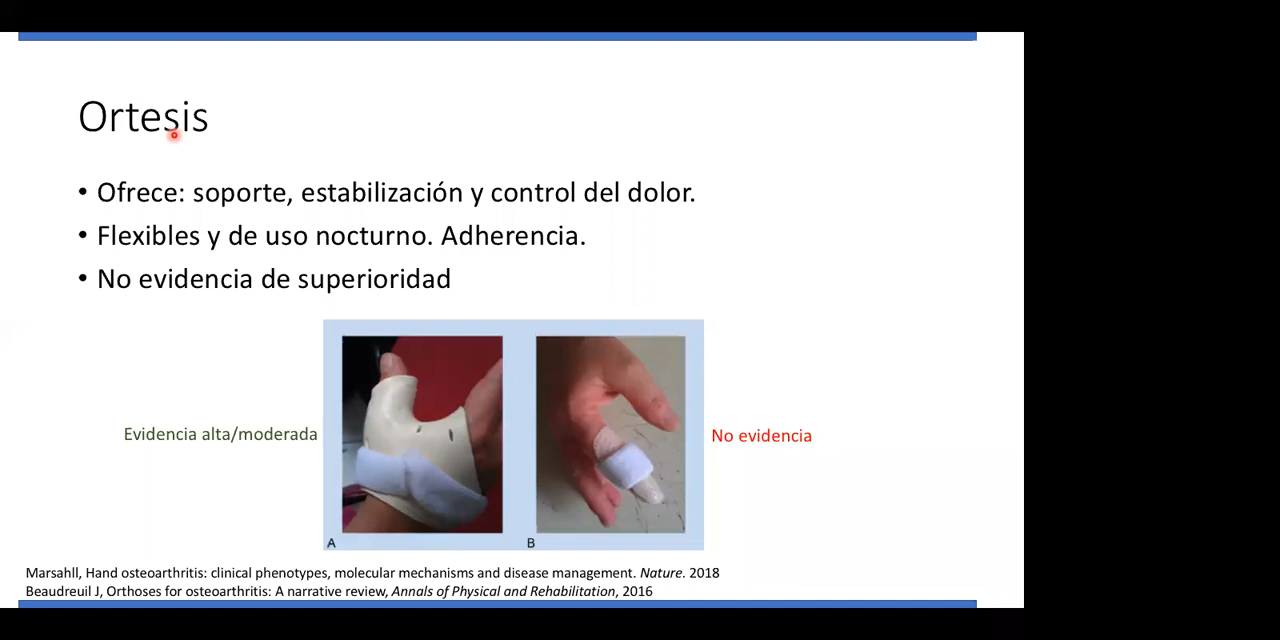 Ortesis
• Ofrece: soporte, estabilización y control del dolor.
• Flexibles y de uso nocturno. Adherencia.
• No evidencia de superioridad
Evidencia alta/moderada
No evidencia
A
B
Marsahll, Hand osteoarthritis: clinical phenotypes, molecular mechanisms and disease management. Nature. 2018
Beaudreuil J, Orthoses for osteoarthritis: A narrative review, Annals of Physical and Rehabilitation, 2016